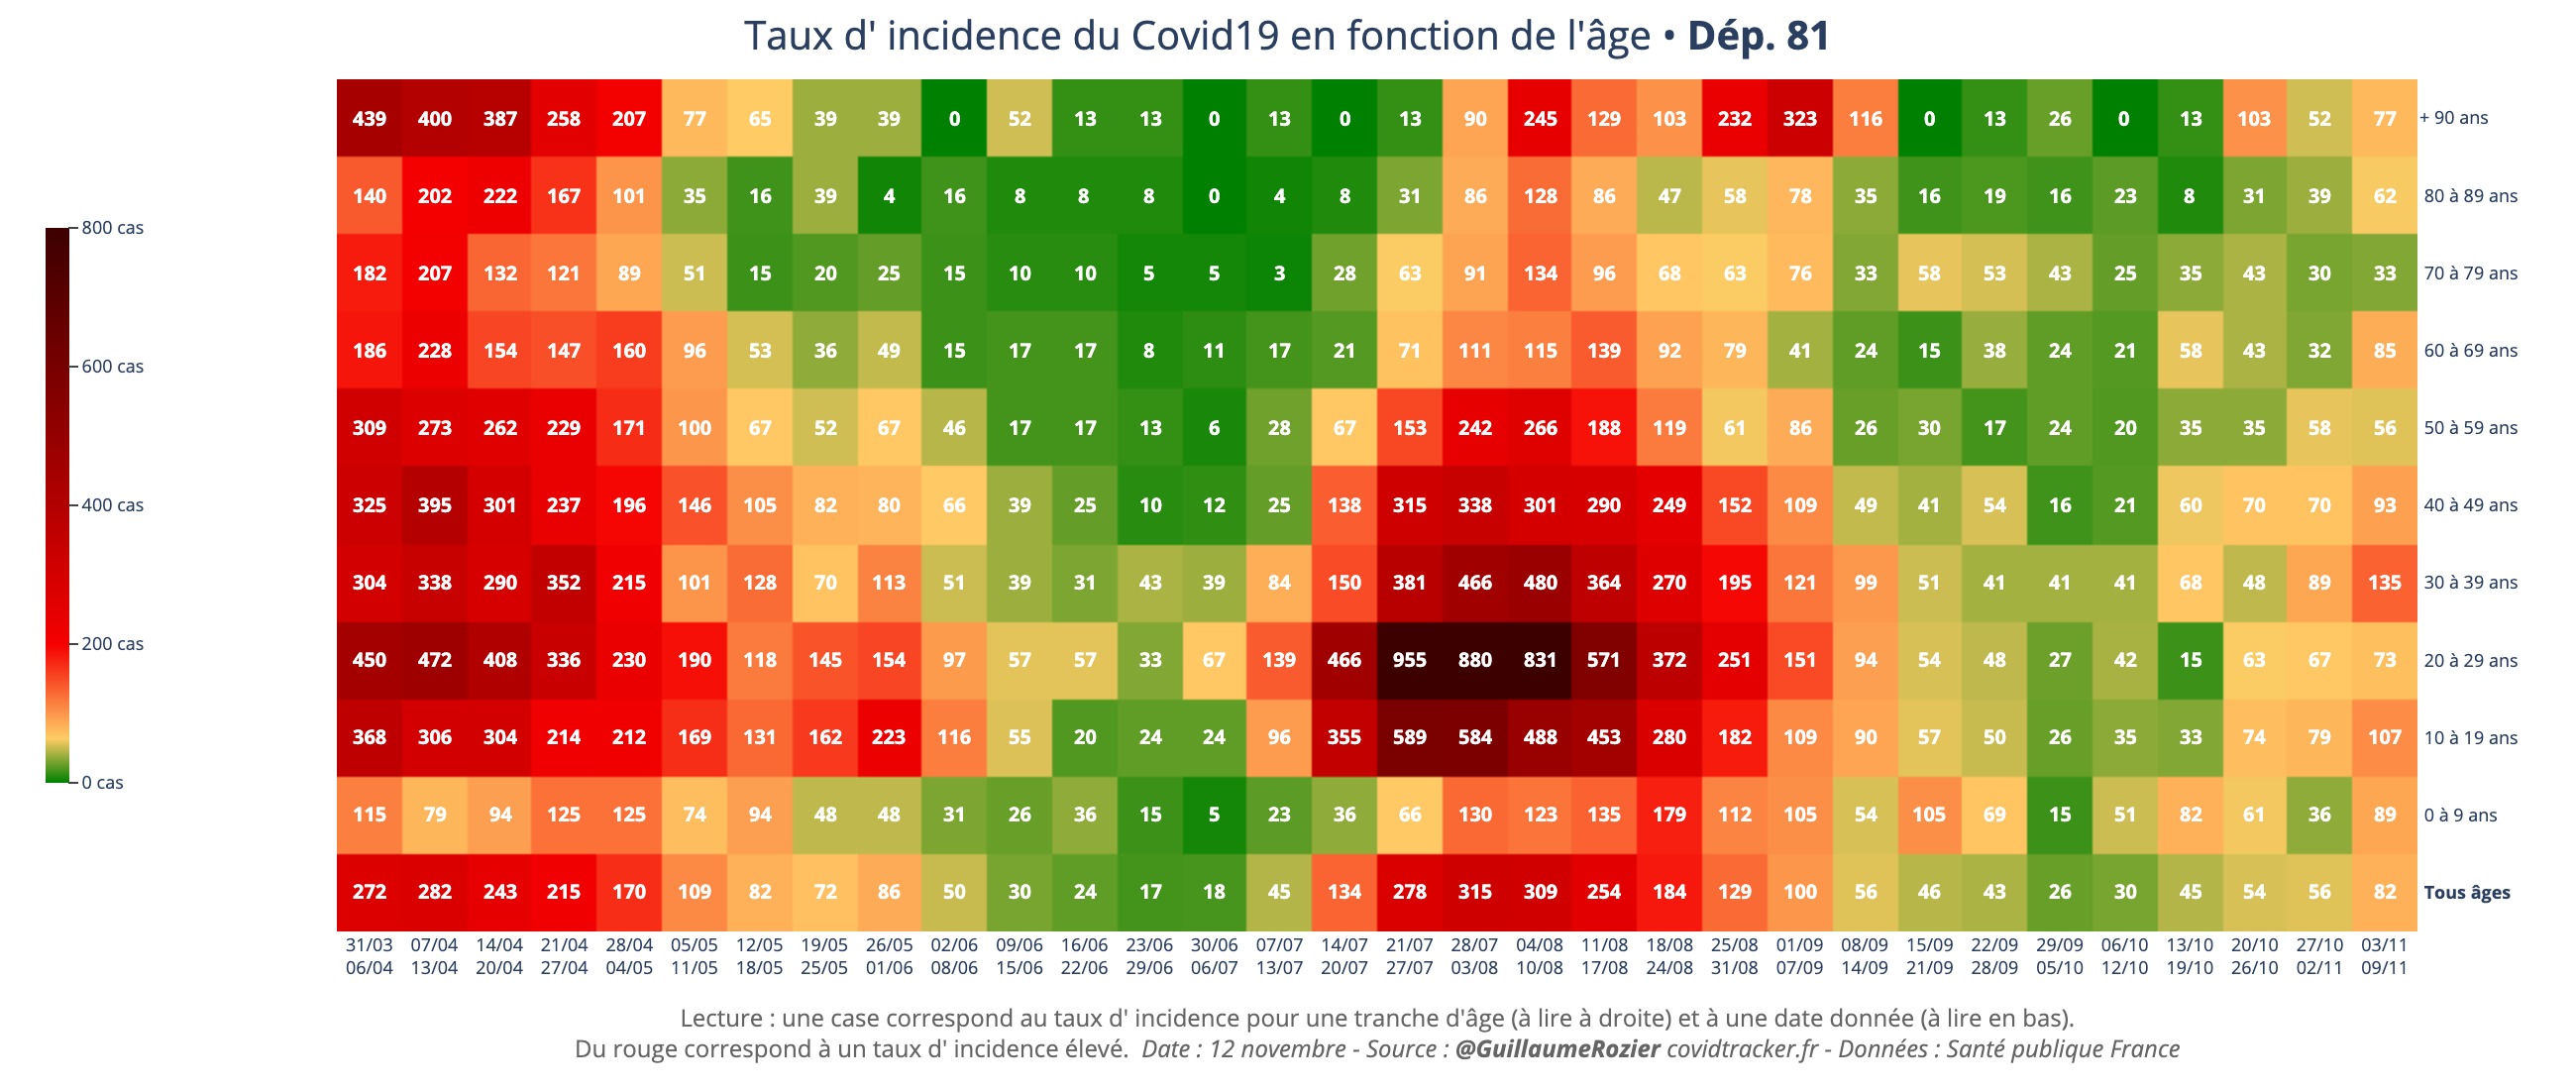 Taux d' incidence du Covid19 en fonction de l'âge • Dép. 81
800 cas
600 cas
400 cas
200 cas
0 cas
439 400 387 258 207 77 65 39 39 0 52 13 13 0 13 0 13 90 245 129 103 232 323 116 0 13 26 0 13 103 52 77 + 90 ans
140 202 222 167 101 35 16 39 4 16 8 8 8 0 4 8 31 86 128 86 47 58 78 35 16 19 16 23 8 31 39 62 80 à 89 ans
182 207 132 121 89 51 15 20 25 15 10 10 5 5 3 28 63 91 134 96 68 63 76 33 58 53 43 25 35 43 30 33 70 à 79 ans
186 228 154 147 160 96 53 36 49 15 17 17 8 11 17 21 71 111 115 139 92 79 41 24 15 38 24 21 58 43 32 85 60 à 69 ans
309 273 262 229 171 100 67 52 67 46 17 17 13 6 28 67 153 242 266 188 119 61 86 26 30 17 24 20 35 35 58 56 50 à 59 ans
325 395 301 237 196 146 105 82 80 66 39 25 10 12 25 138 315 338 301 290 249 152 109 49 41 54 16 21 60 70 70 93 40 à 49 ans
304 338 290 352 215 101 128 70 113 51 39 31 43 39 84 150 381 466 480 364 270 195 121 99 51 41 41 41 68 48 89 135 30 à 39 ans
450 472 408 336 230 190 118 145 154 97 57 57 33 67 139 466 955 880 831 571 372 251 151 94 54 48 27 42 15 63 67 73 20 à 29 ans
368 306 304 214 212 169 131 162 223 116 55 20 24 24 96 355 589 584 488 453 280 182 109 90 57 50 26 35 33 74 79 107 10 à 19 ans
115 79 94 125 125 74 94 48 48 31 26 36 15 5 23 36 66 130 123 135 179 112 105 54 105 69 15 51 82 61 36 89 0 à 9 ans
272 282 243 215 170 109 82 72 86 50 30 24 17 18 45 134 278 315 309 254 184 129 100 56 46 43 26 30 45 54 56 82 Tous âges
31/03 07/04 14/04 21/04 28/04 05/05 12/05 19/05 26/05 02/06 09/06 16/06 23/06 30/06 07/07 14/07 21/07 28/07 04/08 11/08 18/08 25/08 01/09 08/09 15/09 22/09 29/09 06/10 13/10 20/10 27/10 03/11
06/04 13/04 20/04 27/04 04/05 11/05 18/05 25/05 01/06 08/06 15/06 22/06 29/06 06/07 13/07 20/07 27/07 03/08 10/08 17/08 24/08 31/08 07/09 14/09 21/09 28/09 05/10 12/10 19/10 26/10 02/11 09/11
Lecture : une case correspond au taux d' incidence pour une tranche d'âge (à lire à droite) et à une date donnée (à lire en bas).
Du rouge correspond à un taux d' incidence élevé. Date : 12 novembre - Source : @GuillaumeRozier covidtracker.fr - Données : Santé publique France